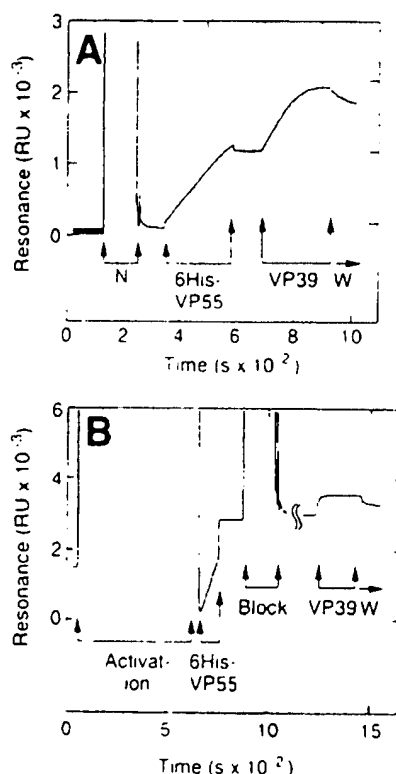 A
Resonance (RU x 10⁻³)
3
2
1
0
N
6His-
VP55
VP39 W
0 2 4 6 8 10
Time (s x 10⁻²)
B
Resonance (RU x 10⁻³)
6
4
2
0
Block
VP39 W
Activat-
ion
6His-
VP55
0 5 10 15
Time (s x 10⁻²)